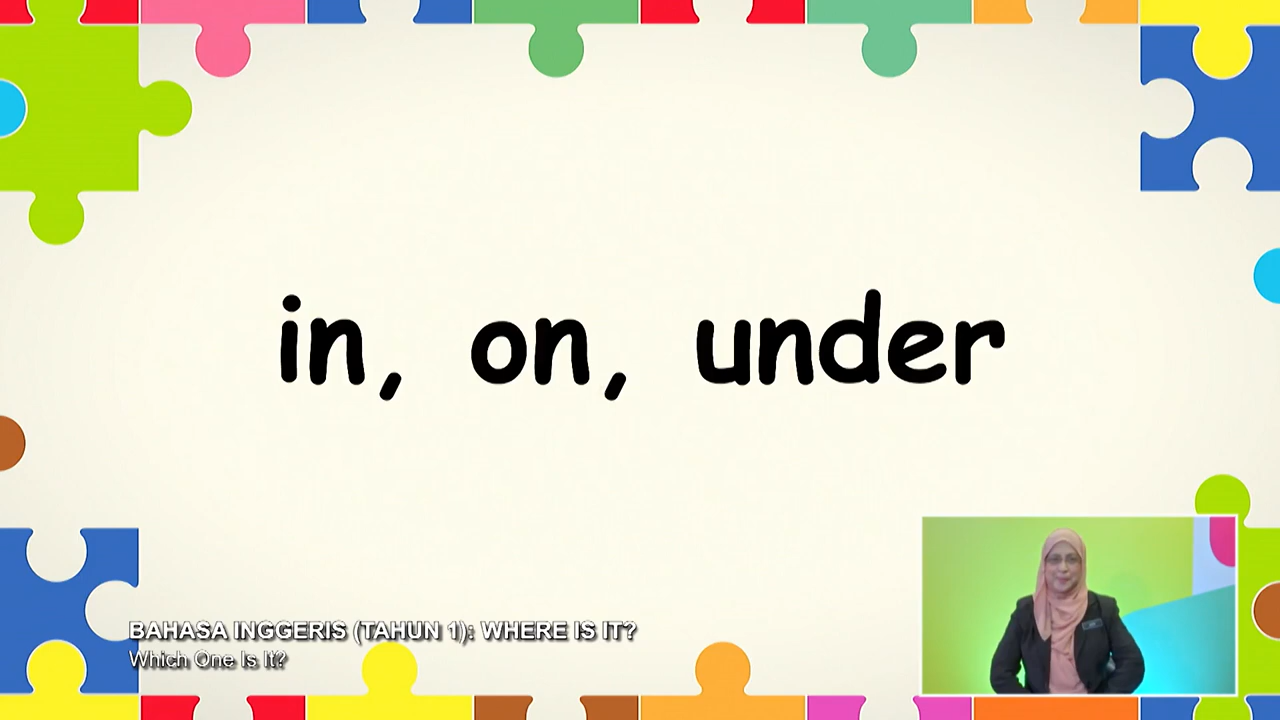 in, on, under
BAHASA INGGERIS (TAHUN 1): WHERE IS IT?
Which One Is It?